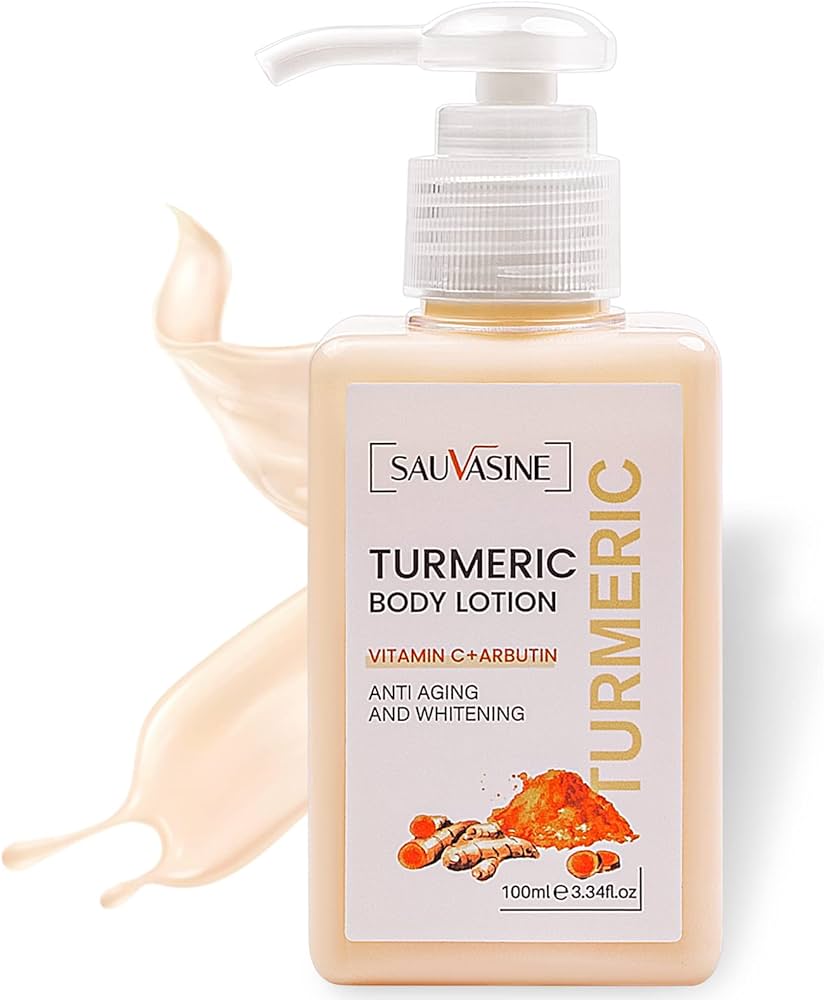 SAUVASINE
TURMERIC
BODY LOTION
VITAMIN C+ARBUTIN
ANTI AGING
AND WHITENING
TURMERIC
100ml e 3.34fl.oz